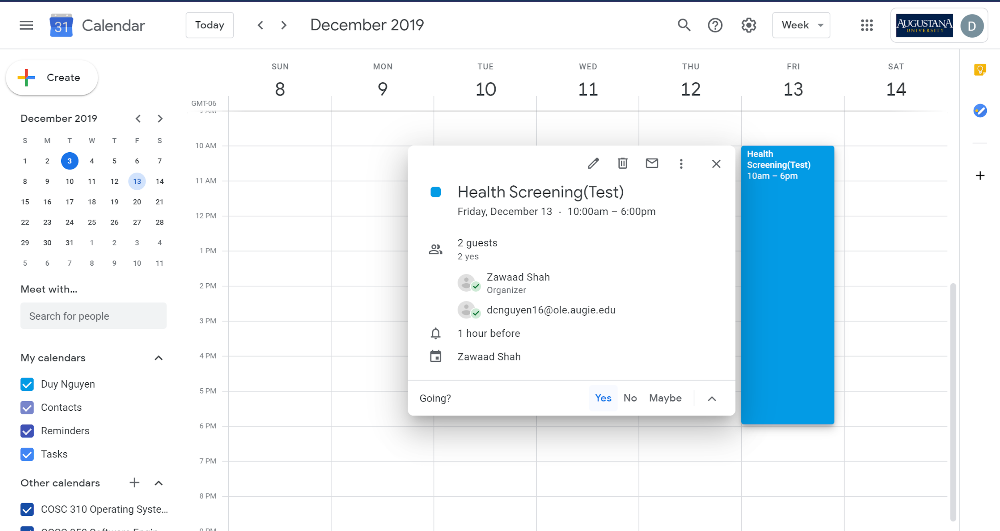 31 Calendar
Today
December 2019
Week
AUGUSTANA
UNIVERSITY
D
Create
December 2019
S M T W T F S
1 2 3 4 5 6 7
8 9 10 11 12 13 14
15 16 17 18 19 20 21
22 23 24 25 26 27 28
29 30 31 1 2 3 4
5 6 7 8 9 10 11
Meet with...
Search for people
My calendars
Duy Nguyen
Contacts
Reminders
Tasks
Other calendars
COSC 310 Operating Syste...
SUN MON TUE WED THU FRI SAT
8 9 10 11 12 13 14
GMT-06
9 AM
10 AM
11 AM
12 PM
1 PM
2 PM
3 PM
4 PM
5 PM
6 PM
7 PM
8 PM
9 PM
Health Screening(Test)
Friday, December 13 · 10:00am – 6:00pm
2 guests
2 yes
Zawaad Shah
Organizer
dcnguyen16@ole.augie.edu
1 hour before
Zawaad Shah
Going?
Yes No Maybe
Health
Screening(Test)
10am – 6pm